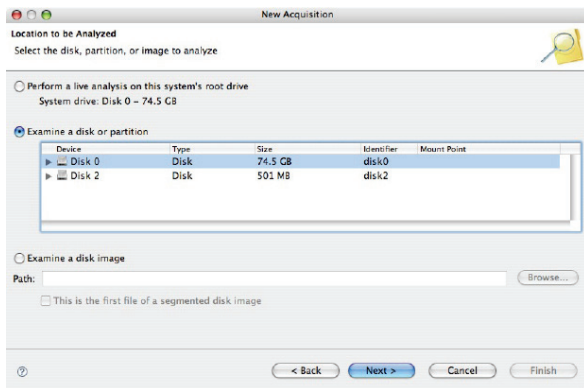 New Acquisition
Location to be Analyzed
Select the disk, partition, or image to analyze
Perform a live analysis on this system's root drive
System drive: Disk 0 – 74.5 GB
Examine a disk or partition
Device Type Size Identifier Mount Point
Disk 0 Disk 74.5 GB disk0
Disk 2 Disk 501 MB disk2
Examine a disk image
Path: Browse...
This is the first file of a segmented disk image
? < Back Next > Cancel Finish